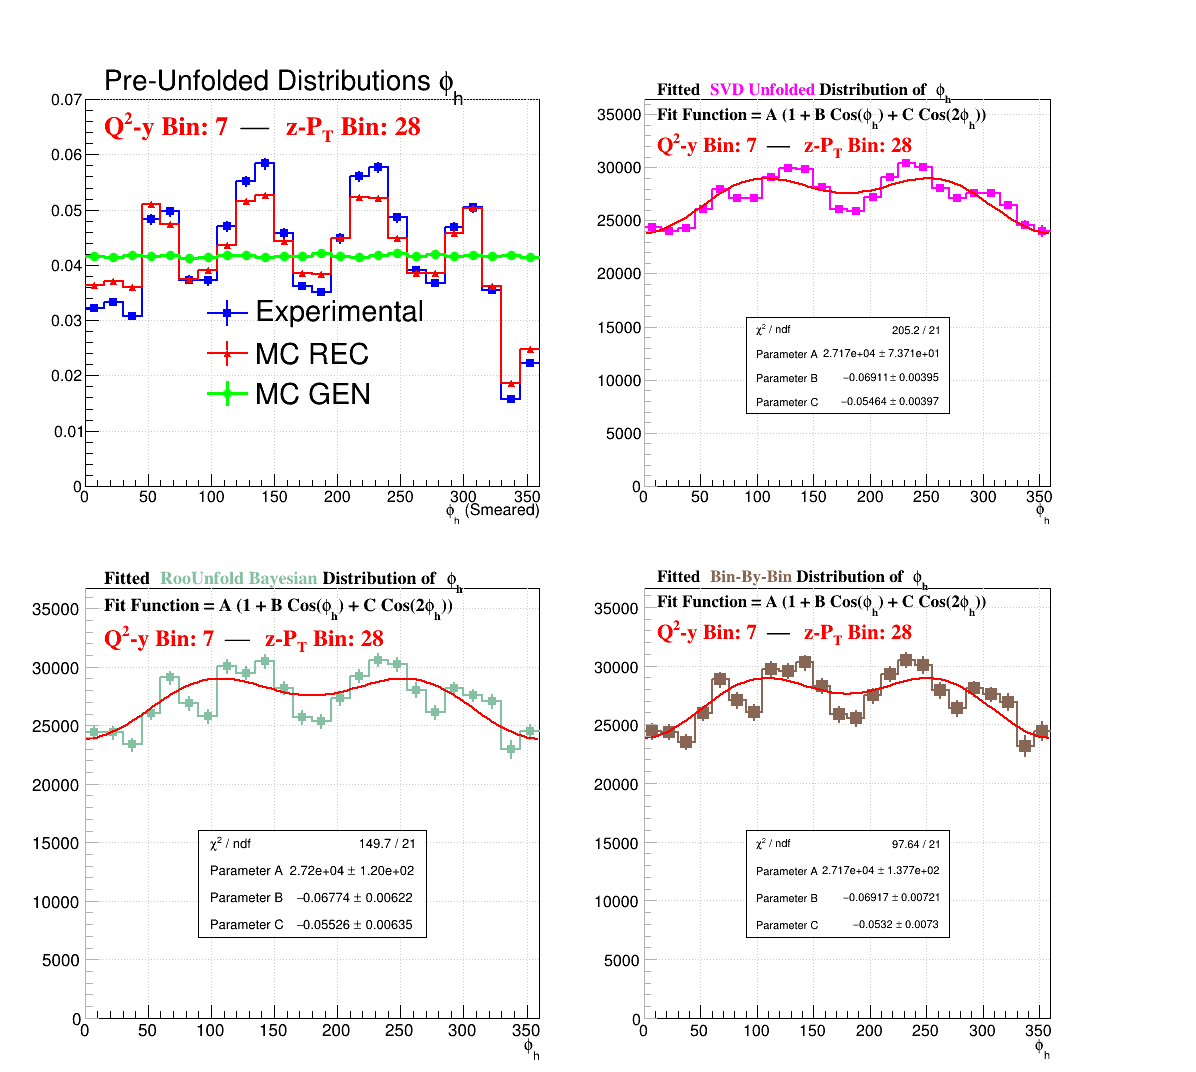 Pre-Unfolded Distributions ϕh
Q²-y Bin: 7 — z-PT Bin: 28
0.07
0.06
0.05
0.04
0.03
0.02
0.01
0
Experimental
MC REC
MC GEN
0 50 100 150 200 250 300 350
ϕh (Smeared)
Fitted SVD Unfolded Distribution of ϕh
Fit Function = A (1 + B Cos(ϕh) + C Cos(2ϕh))
Q²-y Bin: 7 — z-PT Bin: 28
35000
30000
25000
20000
15000
10000
5000
0
χ² / ndf 205.2 / 21
Parameter A 2.717e+04 ± 7.371e+01
Parameter B −0.06911 ± 0.00395
Parameter C −0.05464 ± 0.00397
0 50 100 150 200 250 300 350
ϕh
Fitted RooUnfold Bayesian Distribution of ϕh
Fit Function = A (1 + B Cos(ϕh) + C Cos(2ϕh))
Q²-y Bin: 7 — z-PT Bin: 28
35000
30000
25000
20000
15000
10000
5000
0
χ² / ndf 149.7 / 21
Parameter A 2.72e+04 ± 1.20e+02
Parameter B −0.06774 ± 0.00622
Parameter C −0.05526 ± 0.00635
0 50 100 150 200 250 300 350
ϕh
Fitted Bin-By-Bin Distribution of ϕh
Fit Function = A (1 + B Cos(ϕh) + C Cos(2ϕh))
Q²-y Bin: 7 — z-PT Bin: 28
35000
30000
25000
20000
15000
10000
5000
0
χ² / ndf 97.64 / 21
Parameter A 2.717e+04 ± 1.377e+02
Parameter B −0.06917 ± 0.00721
Parameter C −0.0532 ± 0.0073
0 50 100 150 200 250 300 350
ϕh